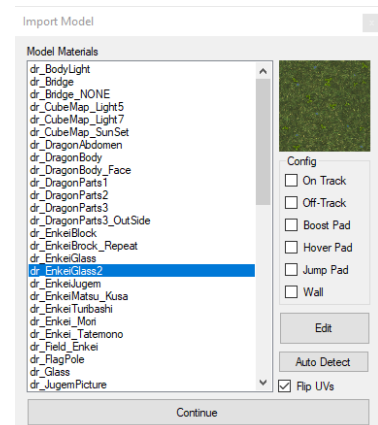 Import Model
x
Model Materials
dr_BodyLight
dr_Bridge
dr_Bridge_NONE
dr_CubeMap_Light5
dr_CubeMap_Light7
dr_CubeMap_SunSet
dr_DragonAbdomen
dr_DragonBody
dr_DragonBody_Face
dr_DragonParts1
dr_DragonParts2
dr_DragonParts3
dr_DragonParts3_OutSide
dr_EnkeiBlock
dr_EnkeiBrock_Repeat
dr_EnkeiGlass
dr_EnkeiGlass2
dr_EnkeiJugem
dr_EnkeiMatsu_Kusa
dr_EnkeiTuribashi
dr_Enkei_Mori
dr_Enkei_Tatemono
dr_Field_Enkei
dr_FlagPole
dr_Glass
dr_JugemPicture
Config
On Track
Off-Track
Boost Pad
Hover Pad
Jump Pad
Wall
Edit
Auto Detect
Flip UVs
Continue